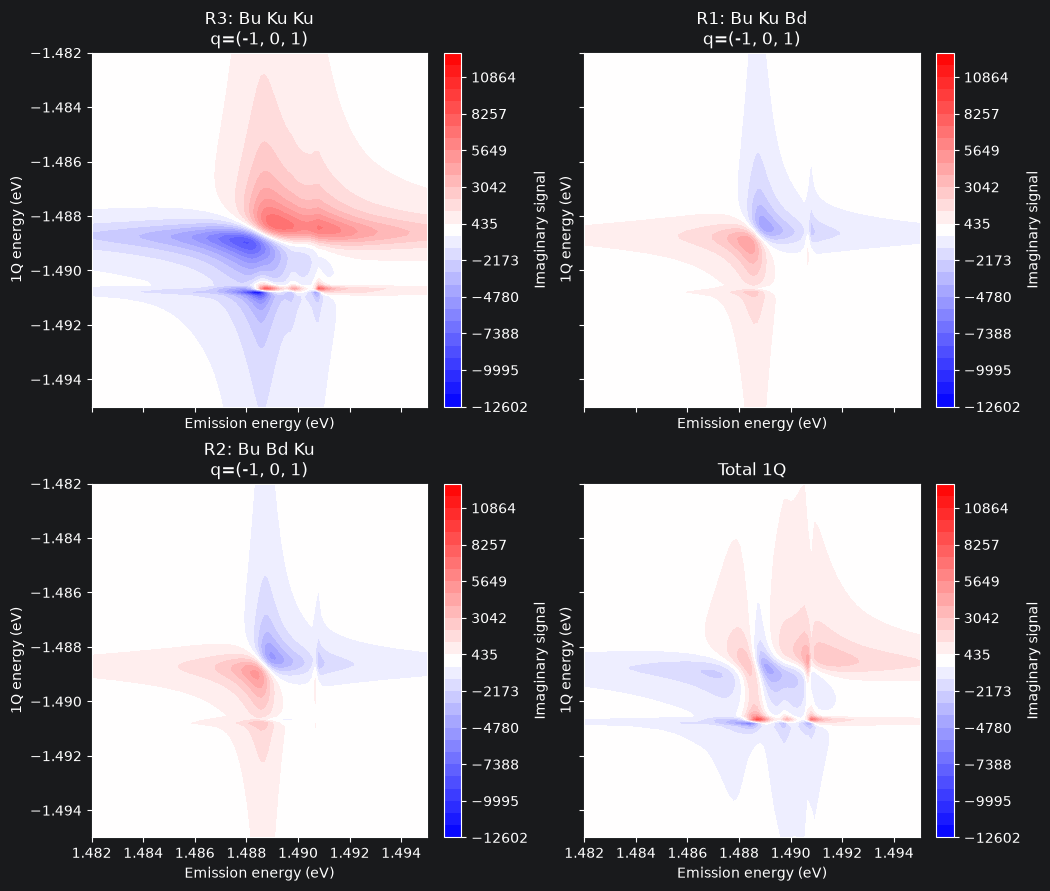 R3: Bu Ku Ku
q=(-1, 0, 1)
−1.482
−1.484
−1.486
−1.488
−1.490
−1.492
−1.494
1Q energy (eV)
Emission energy (eV)
10864
8257
5649
3042
435
−2173
−4780
−7388
−9995
−12602
Imaginary signal
R1: Bu Ku Bd
q=(-1, 0, 1)
1Q energy (eV)
Emission energy (eV)
10864
8257
5649
3042
435
−2173
−4780
−7388
−9995
−12602
Imaginary signal
R2: Bu Bd Ku
q=(-1, 0, 1)
−1.482
−1.484
−1.486
−1.488
−1.490
−1.492
−1.494
1Q energy (eV)
1.482 1.484 1.486 1.488 1.490 1.492 1.494
Emission energy (eV)
10864
8257
5649
3042
435
−2173
−4780
−7388
−9995
−12602
Imaginary signal
Total 1Q
1Q energy (eV)
1.482 1.484 1.486 1.488 1.490 1.492 1.494
Emission energy (eV)
10864
8257
5649
3042
435
−2173
−4780
−7388
−9995
−12602
Imaginary signal